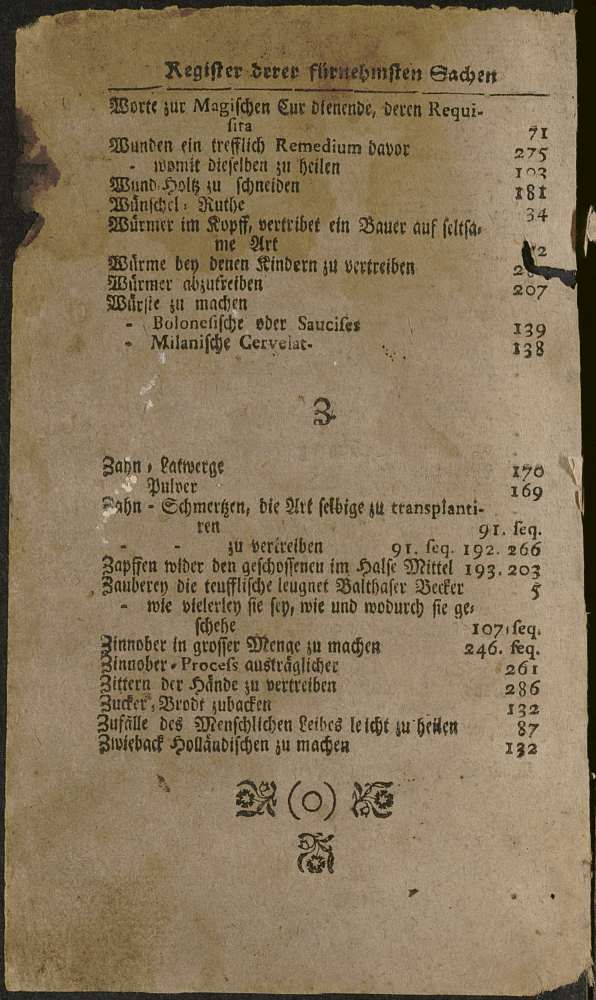 Register derer fürnehmsten Sachen
Worte zur Magischen Cur dienende, deren Requi-
sita 71
Wunden ein trefflich Remedium davor 275
- womit dieselben zu heilen 103
Wund-Holtz zu schneiden 181
Wünschel-Ruthe 34
Würmer im Kopff, vertribet ein Bauer auf seltsa-
me Art
Würme bey denen Kindern zu vertreiben
Würmer abzutreiben 207
Würste zu machen
- Bolonesische oder Saucises 139
- Milanische Gervelat- 138
Z
Zahn-Latwerge 170
Pulver 169
Zahn-Schmertzen, die Art selbige zu transplanti-
ren 91. seq.
- - zu vertreiben 91. seq. 192. 266
Zapffen wider den geschossenen im Halse Mittel 193. 203
Zauberey die teufflische leugnet Balthaser Becker 5
- wie vielerley sie sey, wie und wodurch sie ge-
schehe 107. seq.
Zinnober in grosser Menge zu machen 246. seq.
Zinnober-Process austräglicher 261
Zittern der Hände zu vertreiben 286
Zucker-Brodt zubacken 132
Zufälle des Menschlichen Leibes leicht zu heilen 87
Zwieback Holländischen zu machen 132
(o)